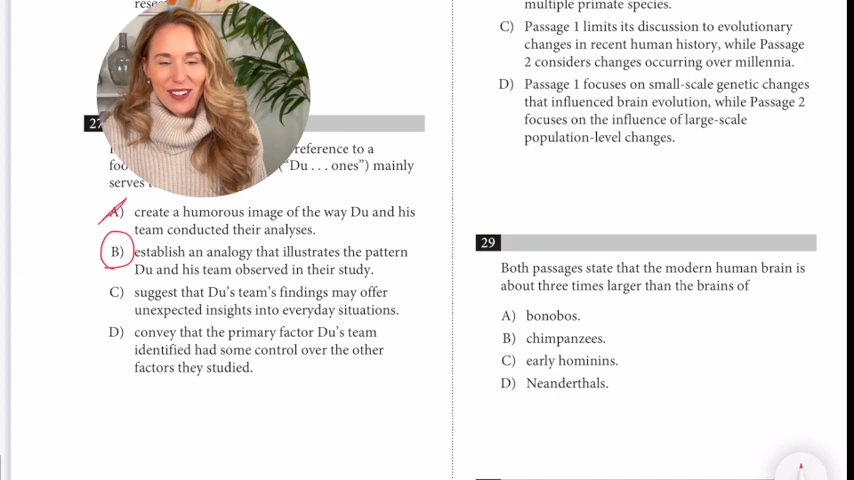 27
reference to a
("Du . . . ones") mainly
serves
A) create a humorous image of the way Du and his
team conducted their analyses.
B) establish an analogy that illustrates the pattern
Du and his team observed in their study.
C) suggest that Du's team's findings may offer
unexpected insights into everyday situations.
D) convey that the primary factor Du's team
identified had some control over the other
factors they studied.
multiple primate species.
C) Passage 1 limits its discussion to evolutionary
changes in recent human history, while Passage
2 considers changes occurring over millennia.
D) Passage 1 focuses on small-scale genetic changes
that influenced brain evolution, while Passage 2
focuses on the influence of large-scale
population-level changes.
29
Both passages state that the modern human brain is
about three times larger than the brains of
A) bonobos.
B) chimpanzees.
C) early hominins.
D) Neanderthals.